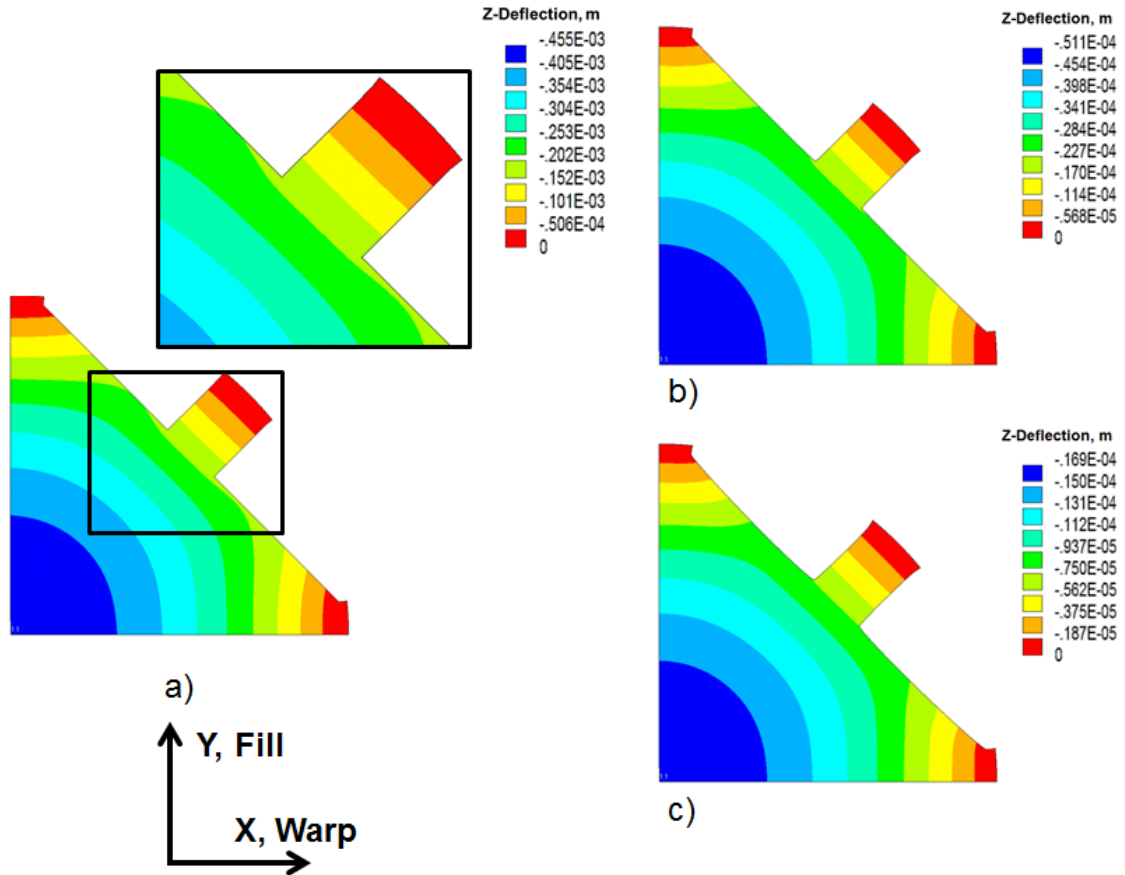 Z-Deflection, m
-.455E-03
-.405E-03
-.354E-03
-.304E-03
-.253E-03
-.202E-03
-.152E-03
-.101E-03
-.506E-04
0
a)
Z-Deflection, m
-.511E-04
-.454E-04
-.398E-04
-.341E-04
-.284E-04
-.227E-04
-.170E-04
-.114E-04
-.568E-05
0
b)
Z-Deflection, m
-.169E-04
-.150E-04
-.131E-04
-.112E-04
-.937E-05
-.750E-05
-.562E-05
-.375E-05
-.187E-05
0
c)
Y, Fill
X, Warp